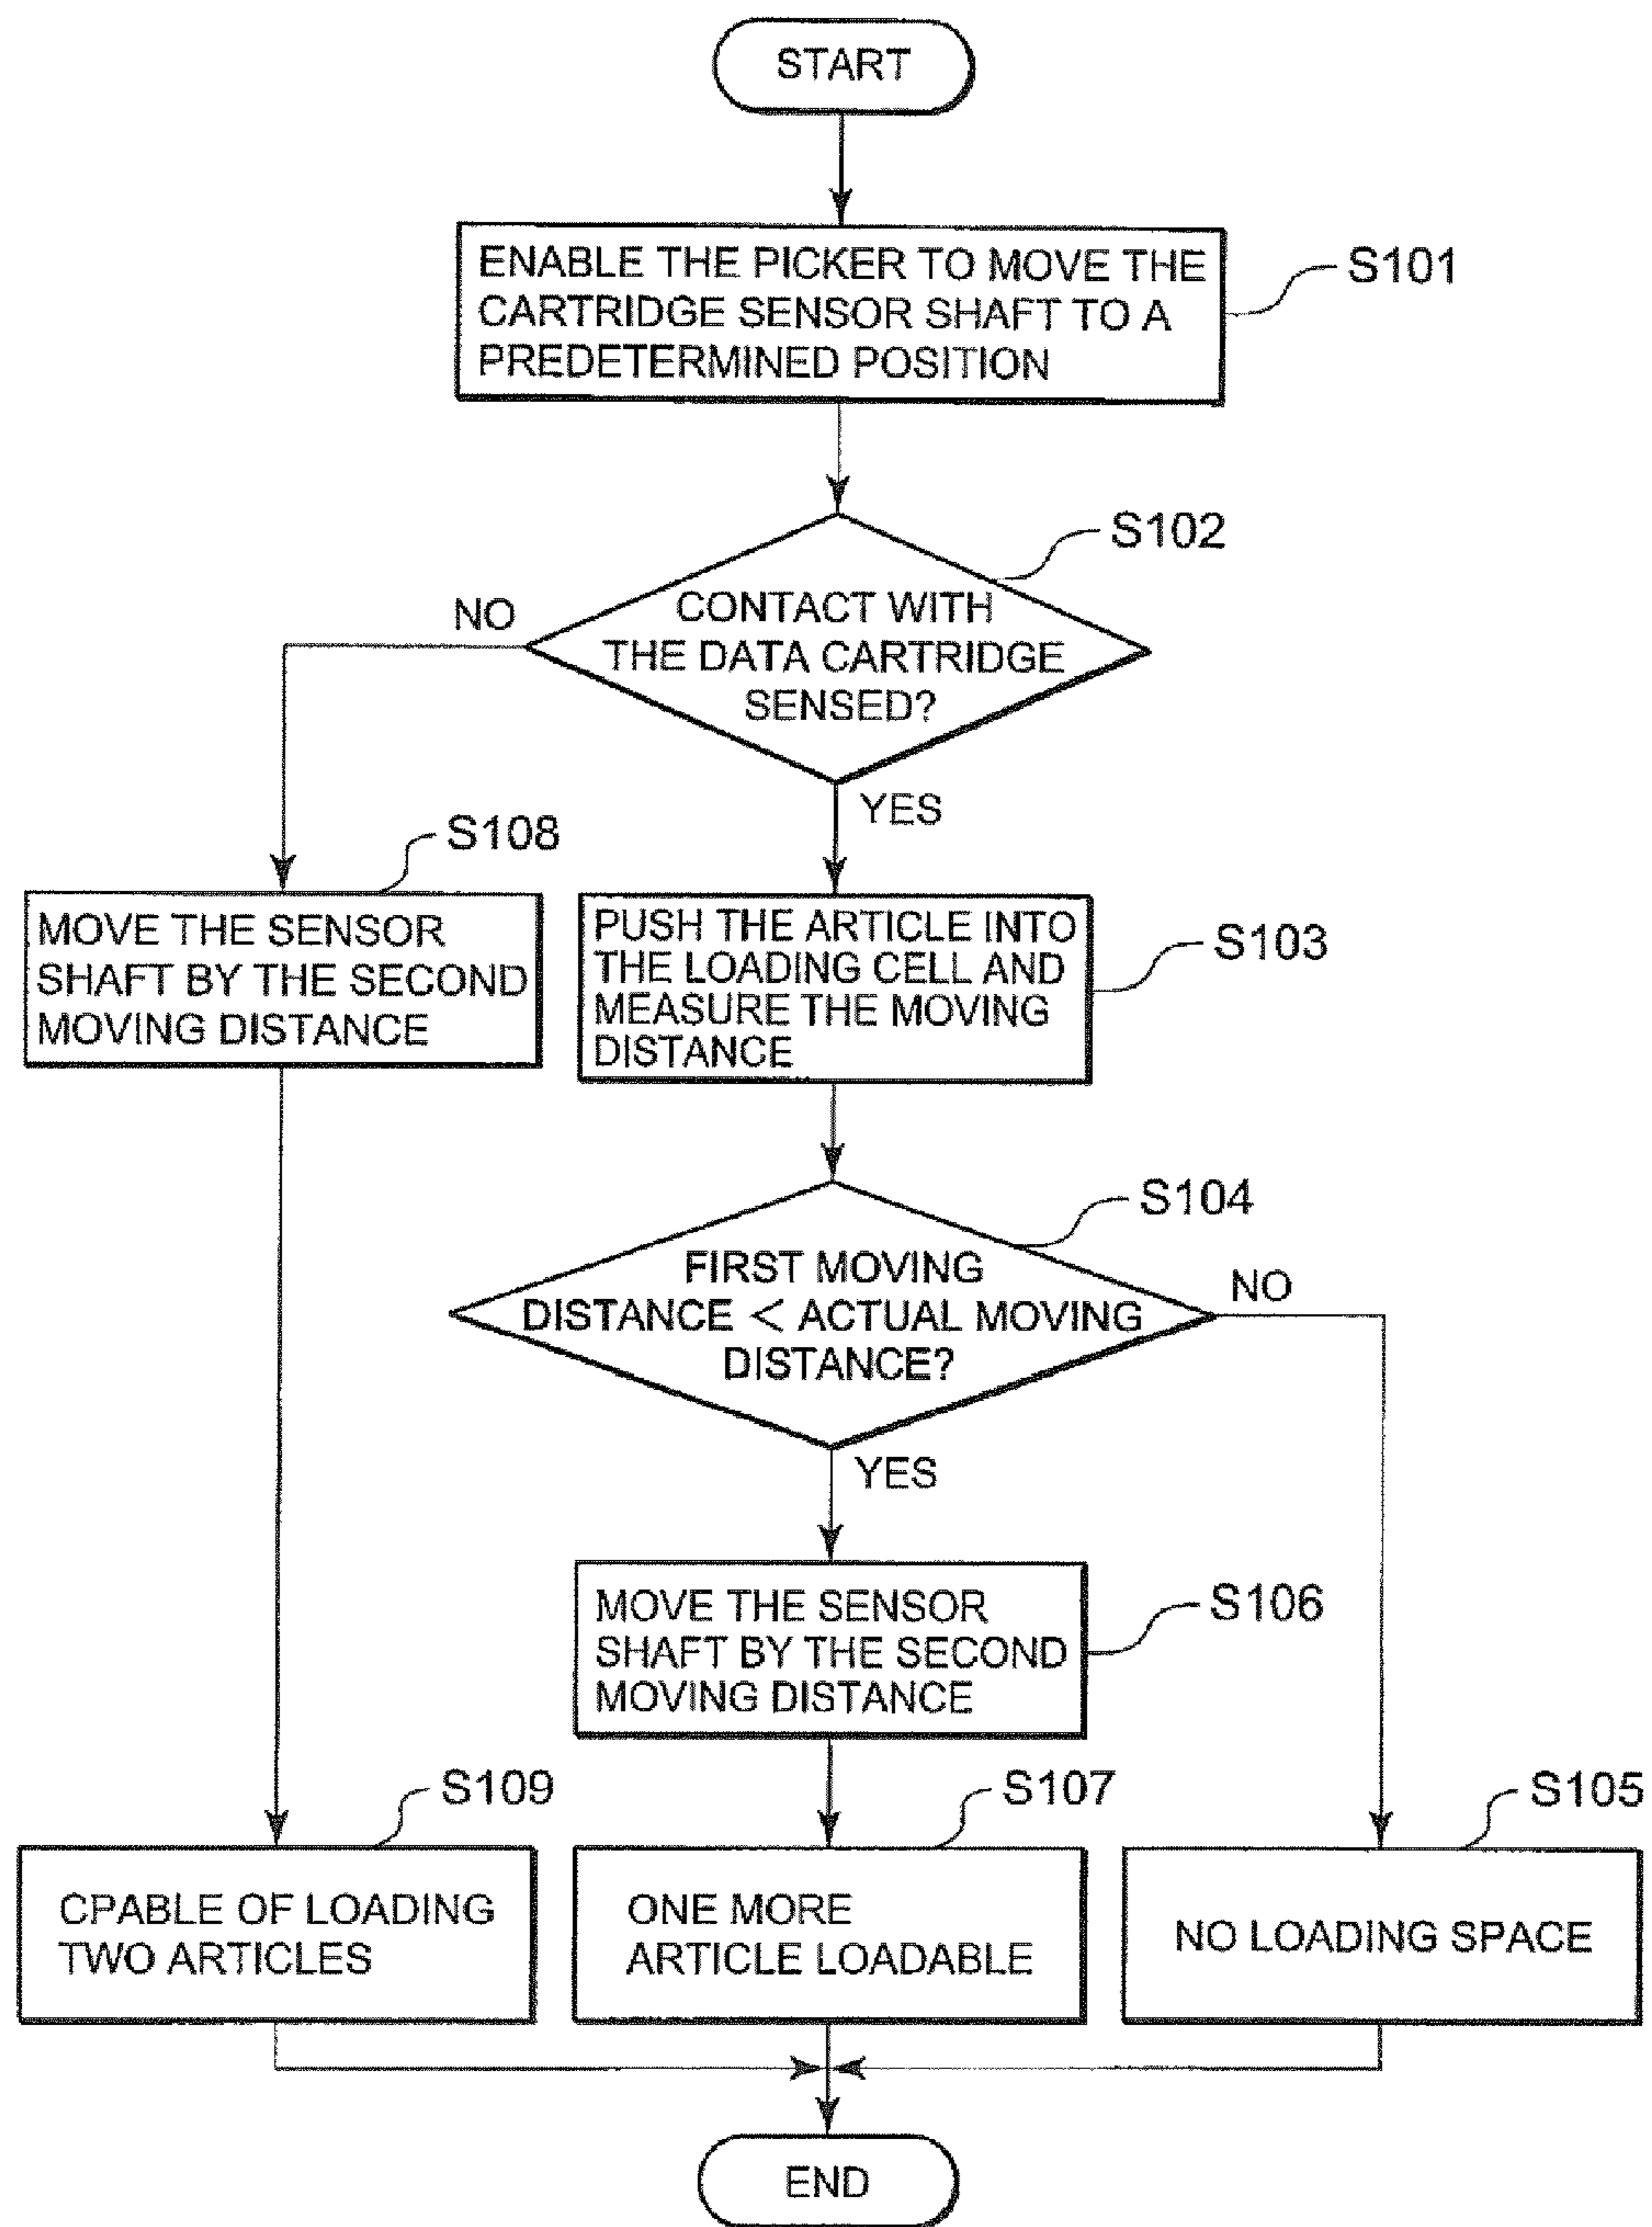 START
ENABLE THE PICKER TO MOVE THE
CARTRIDGE SENSOR SHAFT TO A
PREDETERMINED POSITION
S101
S102
CONTACT WITH
THE DATA CARTRIDGE
SENSED?
NO
YES
S108
MOVE THE SENSOR
SHAFT BY THE SECOND
MOVING DISTANCE
PUSH THE ARTICLE INTO
THE LOADING CELL AND
MEASURE THE MOVING
DISTANCE
S103
S104
FIRST MOVING
DISTANCE < ACTUAL MOVING
DISTANCE?
NO
YES
MOVE THE SENSOR
SHAFT BY THE SECOND
MOVING DISTANCE
S106
S109
CPABLE OF LOADING
TWO ARTICLES
S107
ONE MORE
ARTICLE LOADABLE
S105
NO LOADING SPACE
END